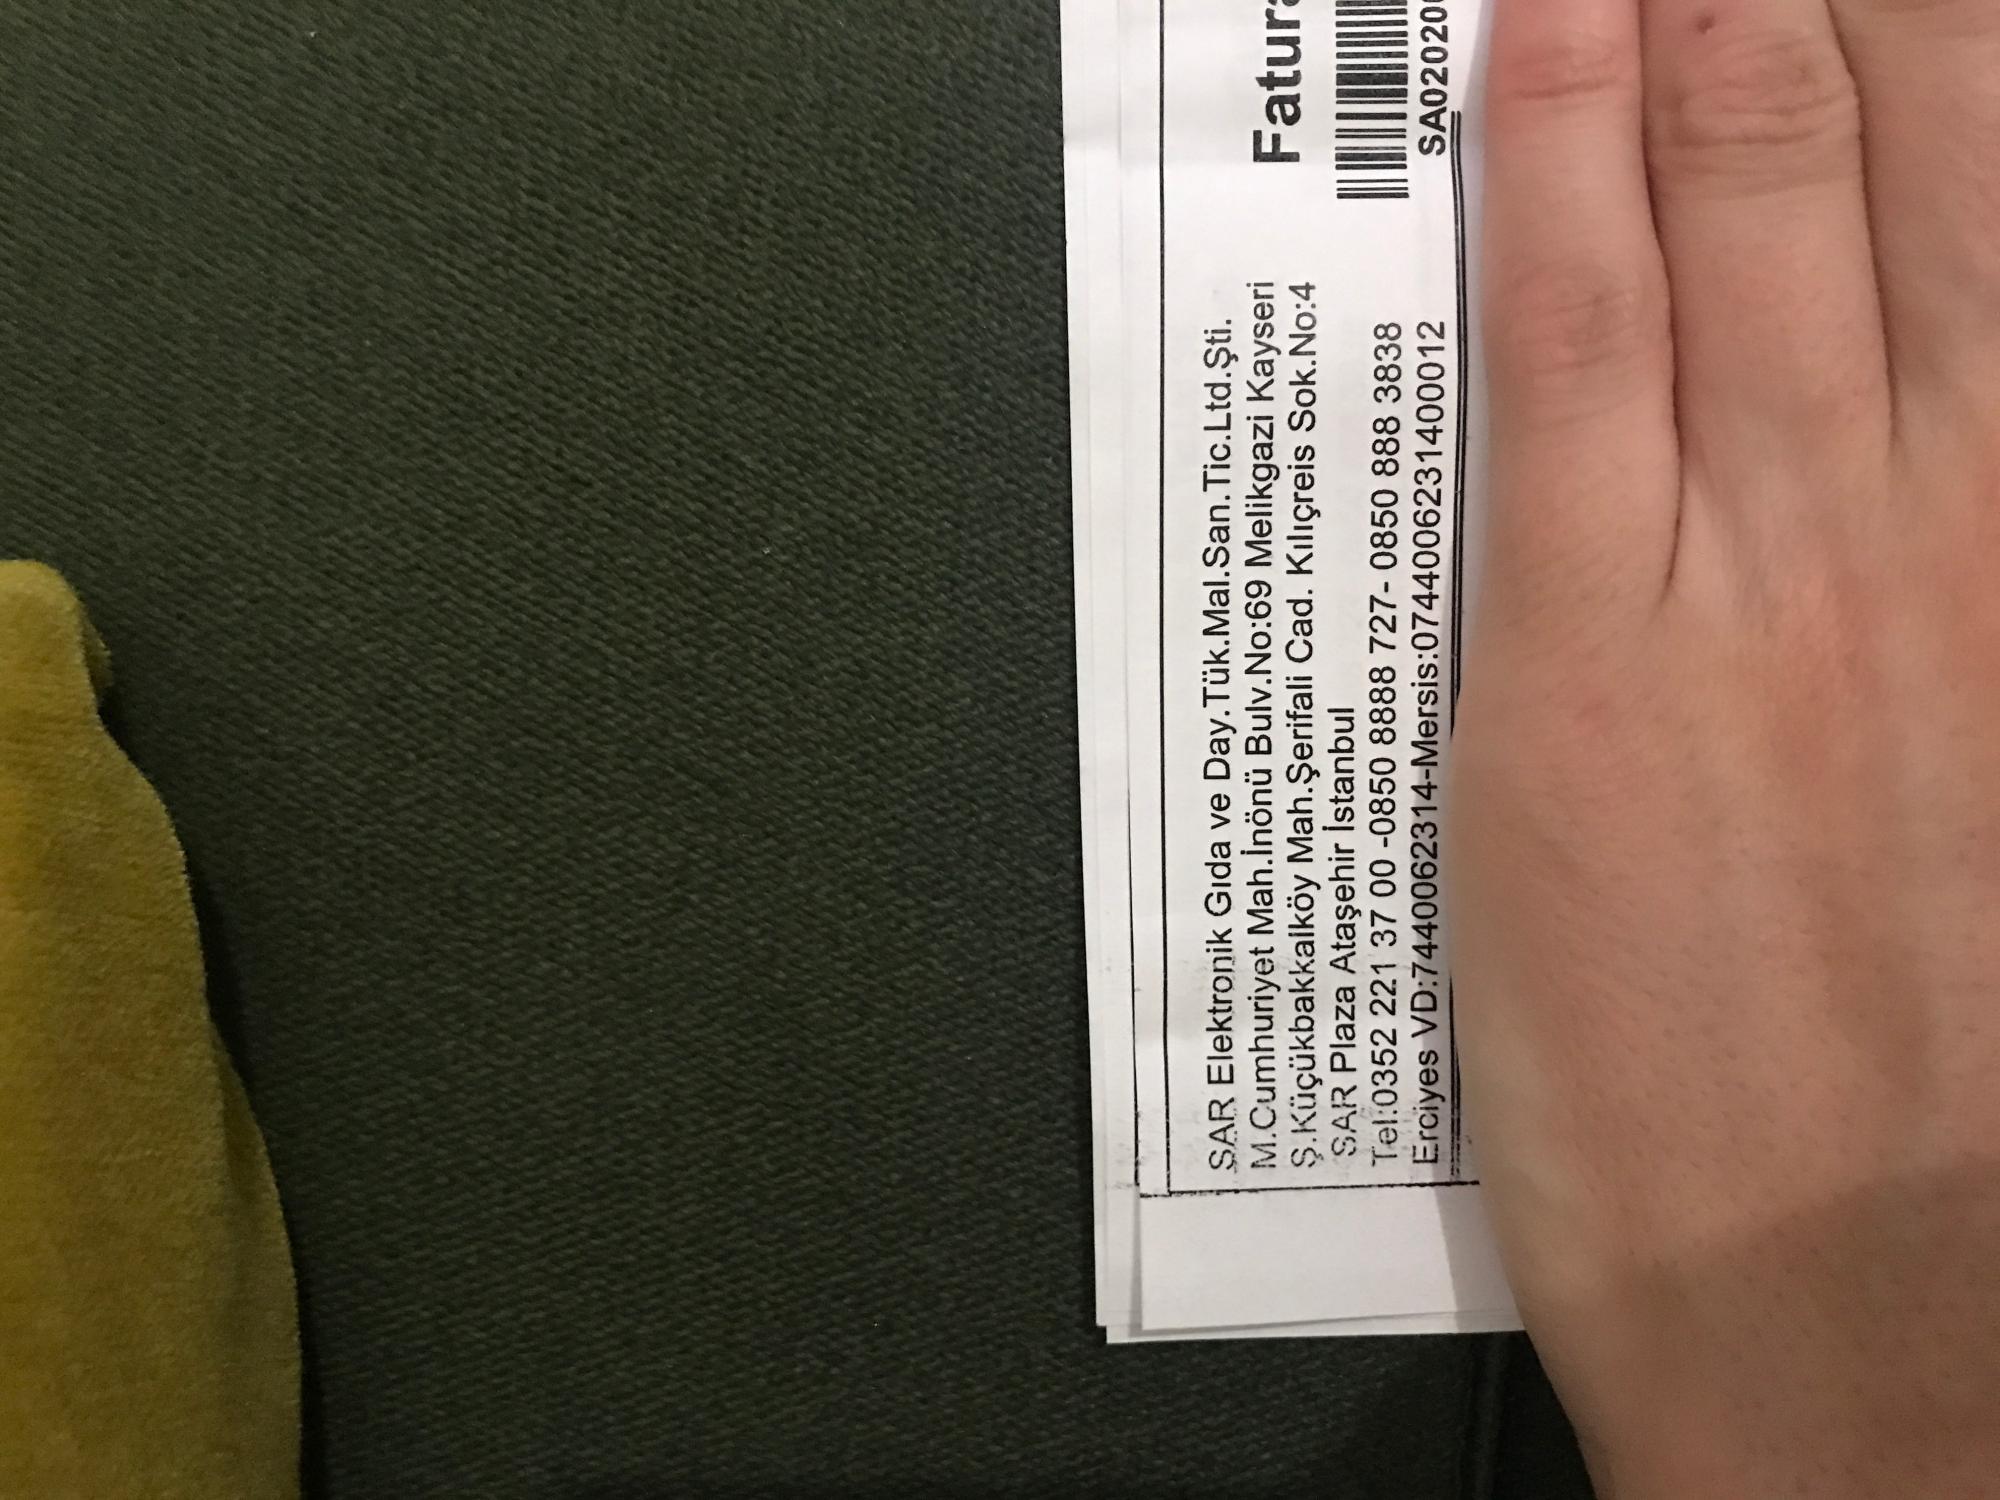 SAR Elektronik Gıda ve Day.Tük.Mal.San.Tic.Ltd.Şti.
M.Cumhuriyet Mah.İnönü Bulv.No:69 Melikgazi Kayseri
Ş.Küçükbakkalköy Mah.Şerifali Cad. Kılıçreis Sok.No:4
SAR Plaza Ataşehir İstanbul
Tel:0352 221 37 00 -0850 8888 727- 0850 888 3838
Erciyes VD:7440062314-Mersis:0744006231400012
Fatura
SA02020